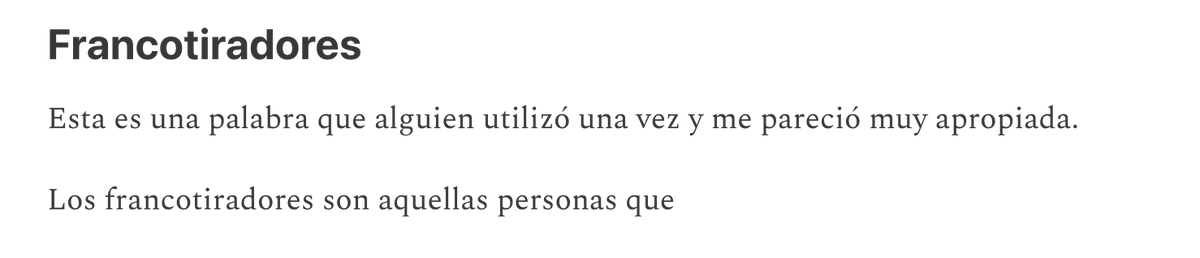 Francotiradores
Esta es una palabra que alguien utilizó una vez y me pareció muy apropiada.
Los francotiradores son aquellas personas que